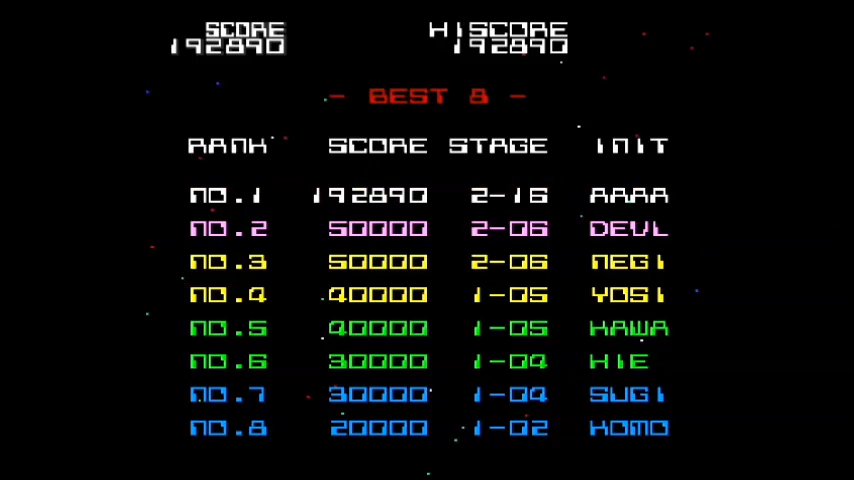 SCORE HISCORE
192890 192890
- BEST 8 -
RANK SCORE STAGE INIT
NO.1 192890 2-16 AAAA
NO.2 50000 2-06 DEVL
NO.3 50000 2-06 NEGI
NO.4 40000 1-05 YOSI
NO.5 40000 1-05 KAWA
NO.6 30000 1-04 HIE
NO.7 30000 1-04 SUGI
NO.8 20000 1-02 KOMO